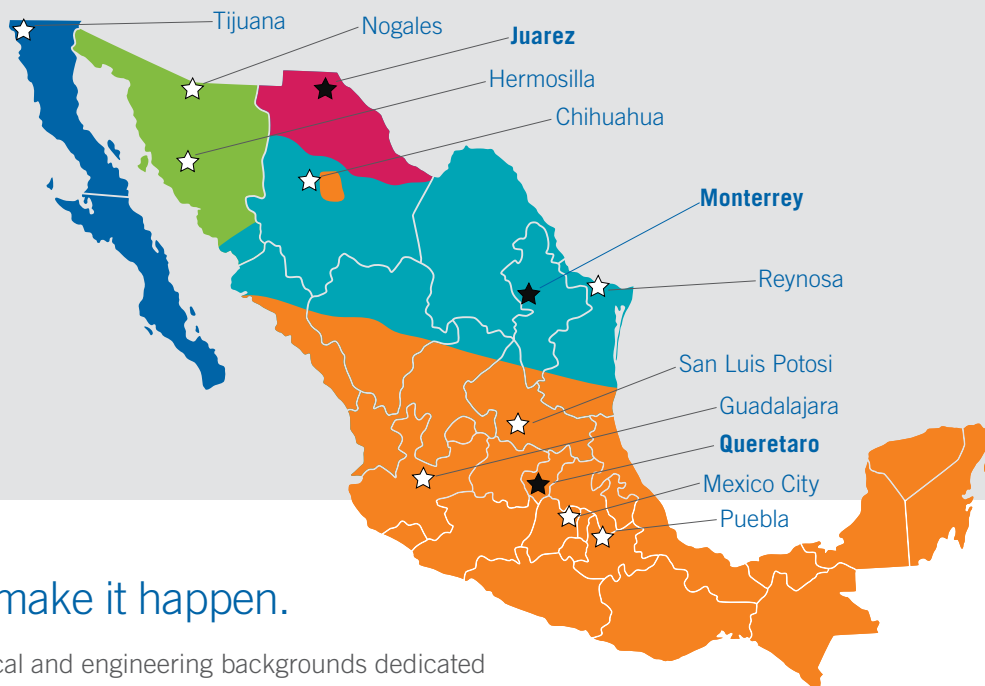 Tijuana
Nogales
Juarez
Hermosilla
Chihuahua
Monterrey
Reynosa
San Luis Potosi
Guadalajara
Queretaro
Mexico City
Puebla
make it happen.
cal and engineering backgrounds dedicated